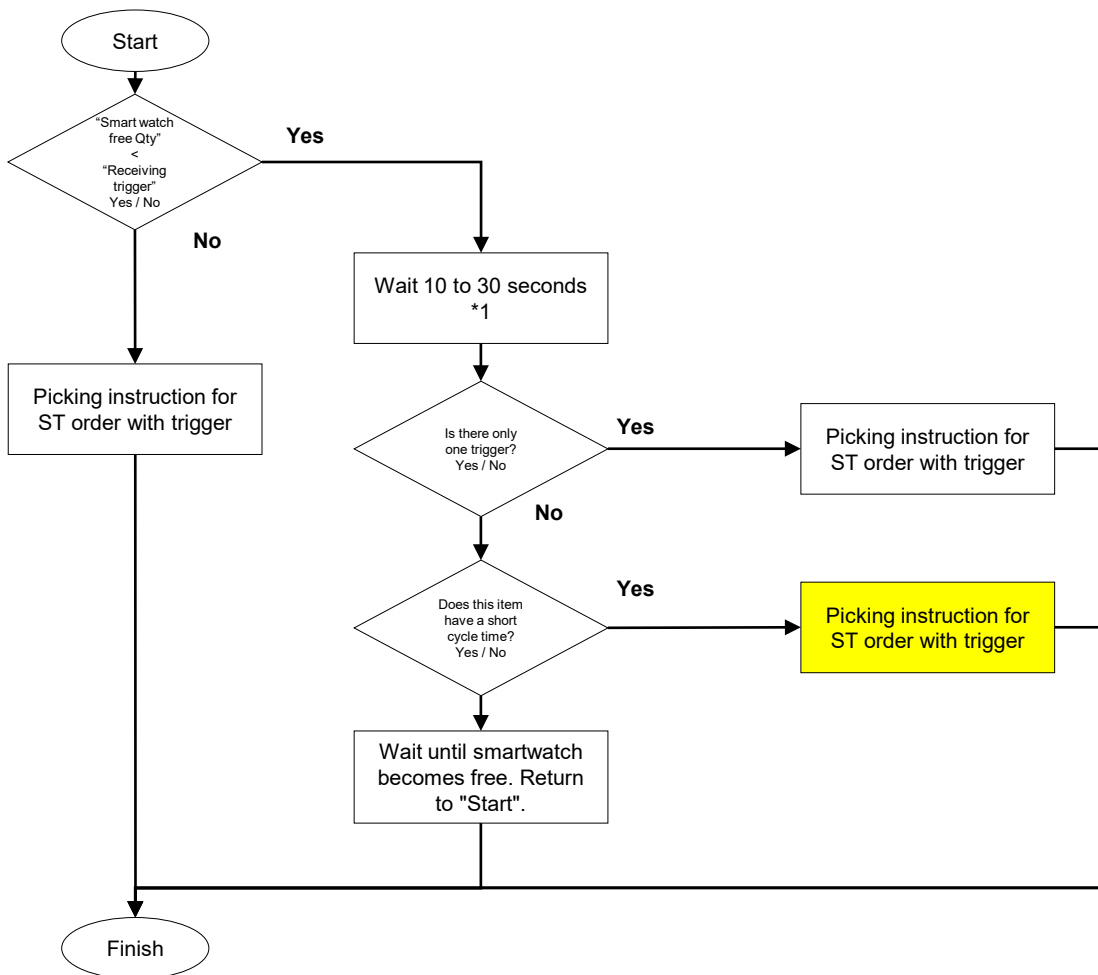 Start
“Smart watch
free Qty”
<
“Receiving
trigger”
Yes / No
Yes
No
Wait 10 to 30 seconds
*1
Picking instruction for
ST order with trigger
Is there only
one trigger?
Yes / No
Yes
Picking instruction for
ST order with trigger
No
Does this item
have a short
cycle time?
Yes / No
Yes
Picking instruction for
ST order with trigger
Wait until smartwatch
becomes free. Return
to "Start".
Finish